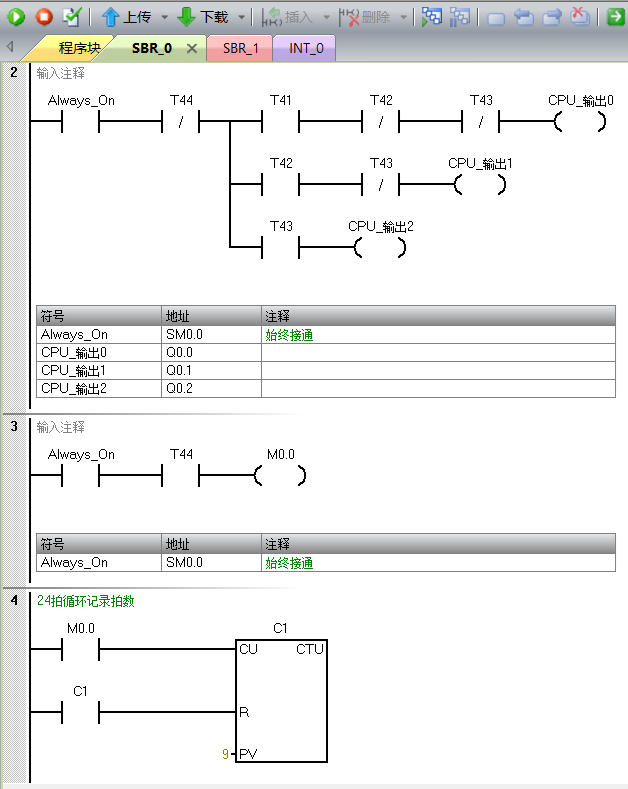 上传 下载 插入 删除
程序块 SBR_0 SBR_1 INT_0
2 输入注释
Always_On T44 T41 T42 T43 CPU_输出0
/ / /
T42 T43 CPU_输出1
/
T43 CPU_输出2
符号 地址 注释
Always_On SM0.0 始终接通
CPU_输出0 Q0.0
CPU_输出1 Q0.1
CPU_输出2 Q0.2
3 输入注释
Always_On T44 M0.0
符号 地址 注释
Always_On SM0.0 始终接通
4 24拍循环记录拍数
M0.0 C1
CU CTU
C1
R
9 PV